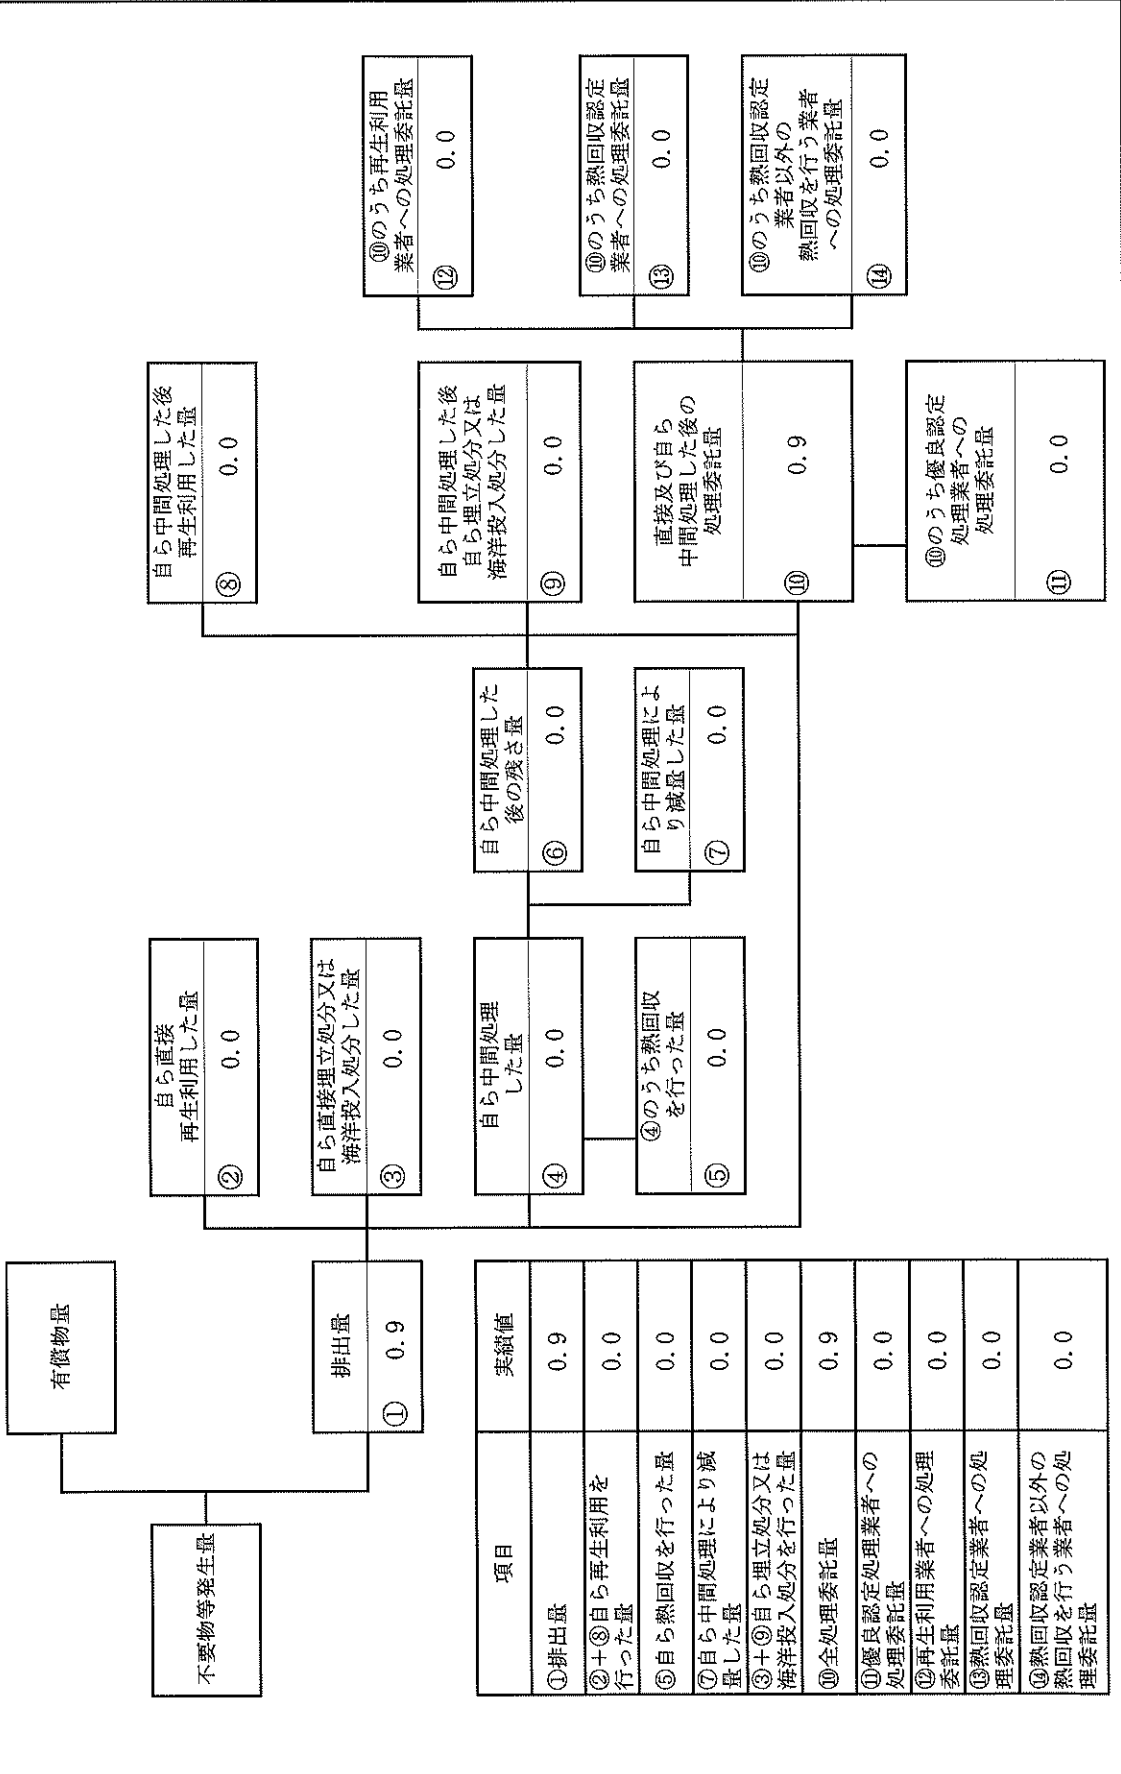 不要物等発生量
有償物量
排出量
① 0.9
自ら直接
再生利用した量
② 0.0
自ら直接埋立処分又は
海洋投入処分した量
③ 0.0
自ら中間処理
した量
④ 0.0
④のうち熱回収
を行った量
⑤ 0.0
自ら中間処理した
後の残さ量
⑥ 0.0
自ら中間処理によ
り減量した量
⑦ 0.0
自ら中間処理した後
再生利用した量
⑧ 0.0
自ら中間処理した後
自ら埋立処分又は
海洋投入処分した量
⑨ 0.0
直接及び自ら
中間処理した後の
処理委託量
⑩ 0.9
⑩のうち優良認定
処理業者への
処理委託量
⑪ 0.0
⑩のうち再生利用
業者への処理委託量
⑫ 0.0
⑩のうち熱回収認定
業者への処理委託量
⑬ 0.0
⑩のうち熱回収認定
業者以外の
熱回収を行う業者
への処理委託量
⑭ 0.0
項目 実績値
①排出量 0.9
②+⑧自ら再生利用を
行った量 0.0
⑤自ら熱回収を行った量 0.0
⑦自ら中間処理により減
量した量 0.0
③+⑨自ら埋立処分又は
海洋投入処分を行った量 0.0
⑩全処理委託量 0.9
⑪優良認定処理業者への
処理委託量 0.0
⑫再生利用業者への処理
委託量 0.0
⑬熱回収認定業者への処
理委託量 0.0
⑭熱回収認定業者以外の
熱回収を行う業者への処
理委託量 0.0